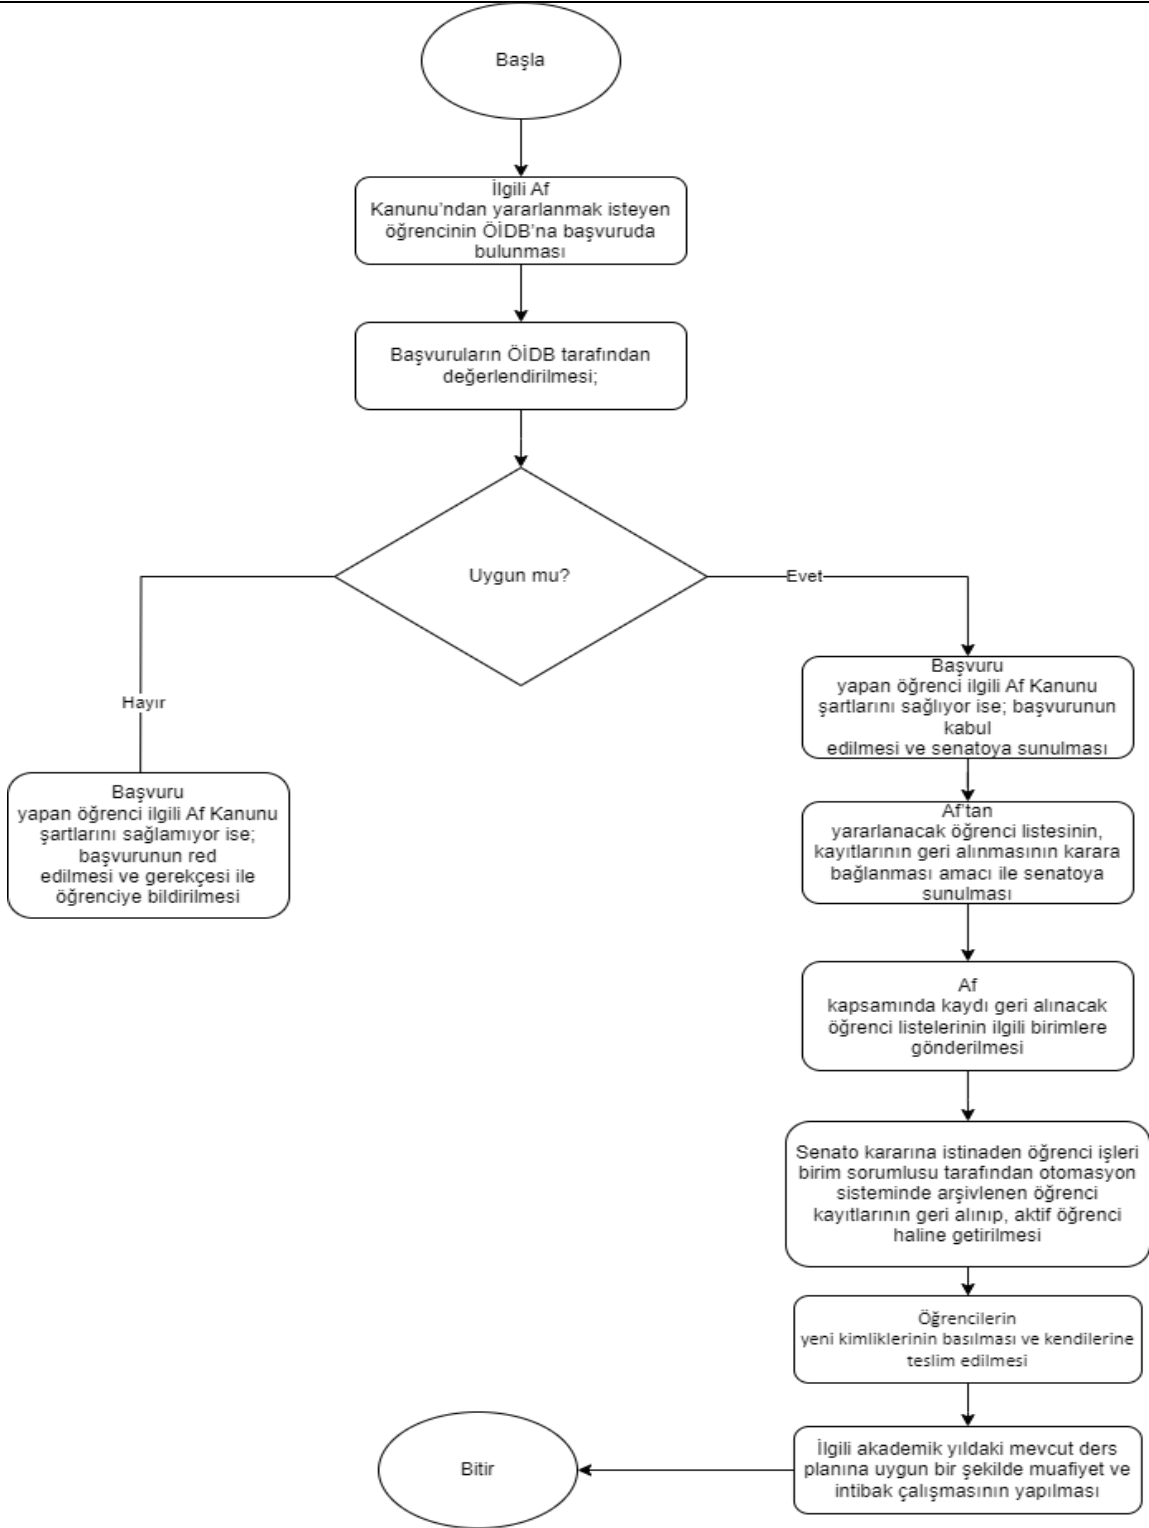 Başla
İlgili Af
Kanunu’ndan yararlanmak isteyen
öğrencinin ÖİDB’na başvuruda
bulunması
Başvuruların ÖİDB tarafından
değerlendirilmesi;
Uygun mu?
Evet
Hayır
Başvuru
yapan öğrenci ilgili Af Kanunu
şartlarını sağlamıyor ise;
başvurunun red
edilmesi ve gerekçesi ile
öğrenciye bildirilmesi
Başvuru
yapan öğrenci ilgili Af Kanunu
şartlarını sağlıyor ise; başvurunun
kabul
edilmesi ve senatoya sunulması
Af’tan
yararlanacak öğrenci listesinin,
kayıtlarının geri alınmasının karara
bağlanması amacı ile senatoya
sunulması
Af
kapsamında kaydı geri alınacak
öğrenci listelerinin ilgili birimlere
gönderilmesi
Senato kararına istinaden öğrenci işleri
birim sorumlusu tarafından otomasyon
sisteminde arşivlenen öğrenci
kayıtlarının geri alınıp, aktif öğrenci
haline getirilmesi
Öğrencilerin
yeni kimliklerinin basılması ve kendilerine
teslim edilmesi
İlgili akademik yıldaki mevcut ders
planına uygun bir şekilde muafiyet ve
intibak çalışmasının yapılması
Bitir